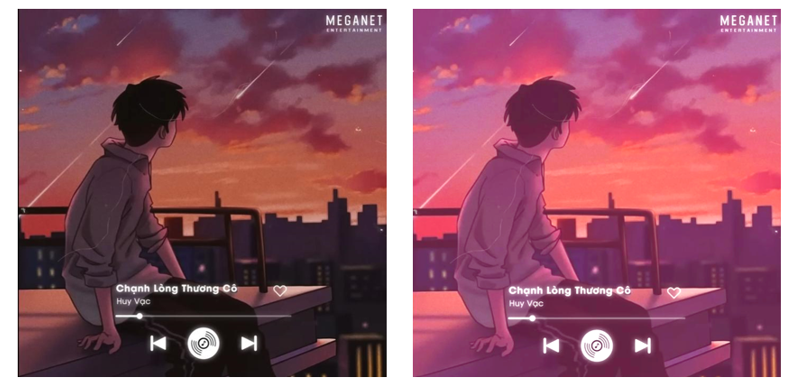 MEGANET
ENTERTAINMENT
Chạnh Lòng Thương Cô
Huy Vạc
MEGANET
ENTERTAINMENT
Chạnh Lòng Thương Cô
Huy Vạc